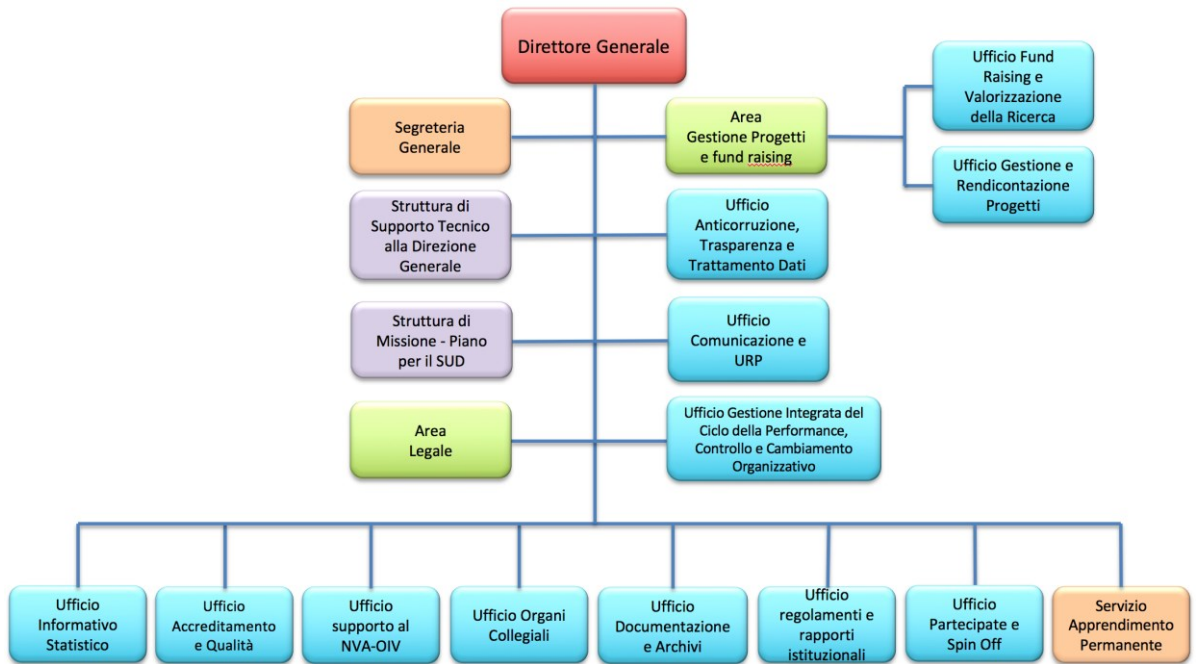 Direttore Generale
Segreteria
Generale
Area
Gestione Progetti
e fund raising
Ufficio Fund
Raising e
Valorizzazione
della Ricerca
Ufficio Gestione e
Rendicontazione
Progetti
Struttura di
Supporto Tecnico
alla Direzione
Generale
Ufficio
Anticorruzione,
Trasparenza e
Trattamento Dati
Struttura di
Missione - Piano
per il SUD
Ufficio
Comunicazione e
URP
Area
Legale
Ufficio Gestione Integrata del
Ciclo della Performance,
Controllo e Cambiamento
Organizzativo
Ufficio
Informativo
Statistico
Ufficio
Accreditamento
e Qualità
Ufficio
supporto al
NVA-OIV
Ufficio Organi
Collegiali
Ufficio
Documentazione
e Archivi
Ufficio
regolamenti e
rapporti
istituzionali
Ufficio
Partecipate e
Spin Off
Servizio
Apprendimento
Permanente